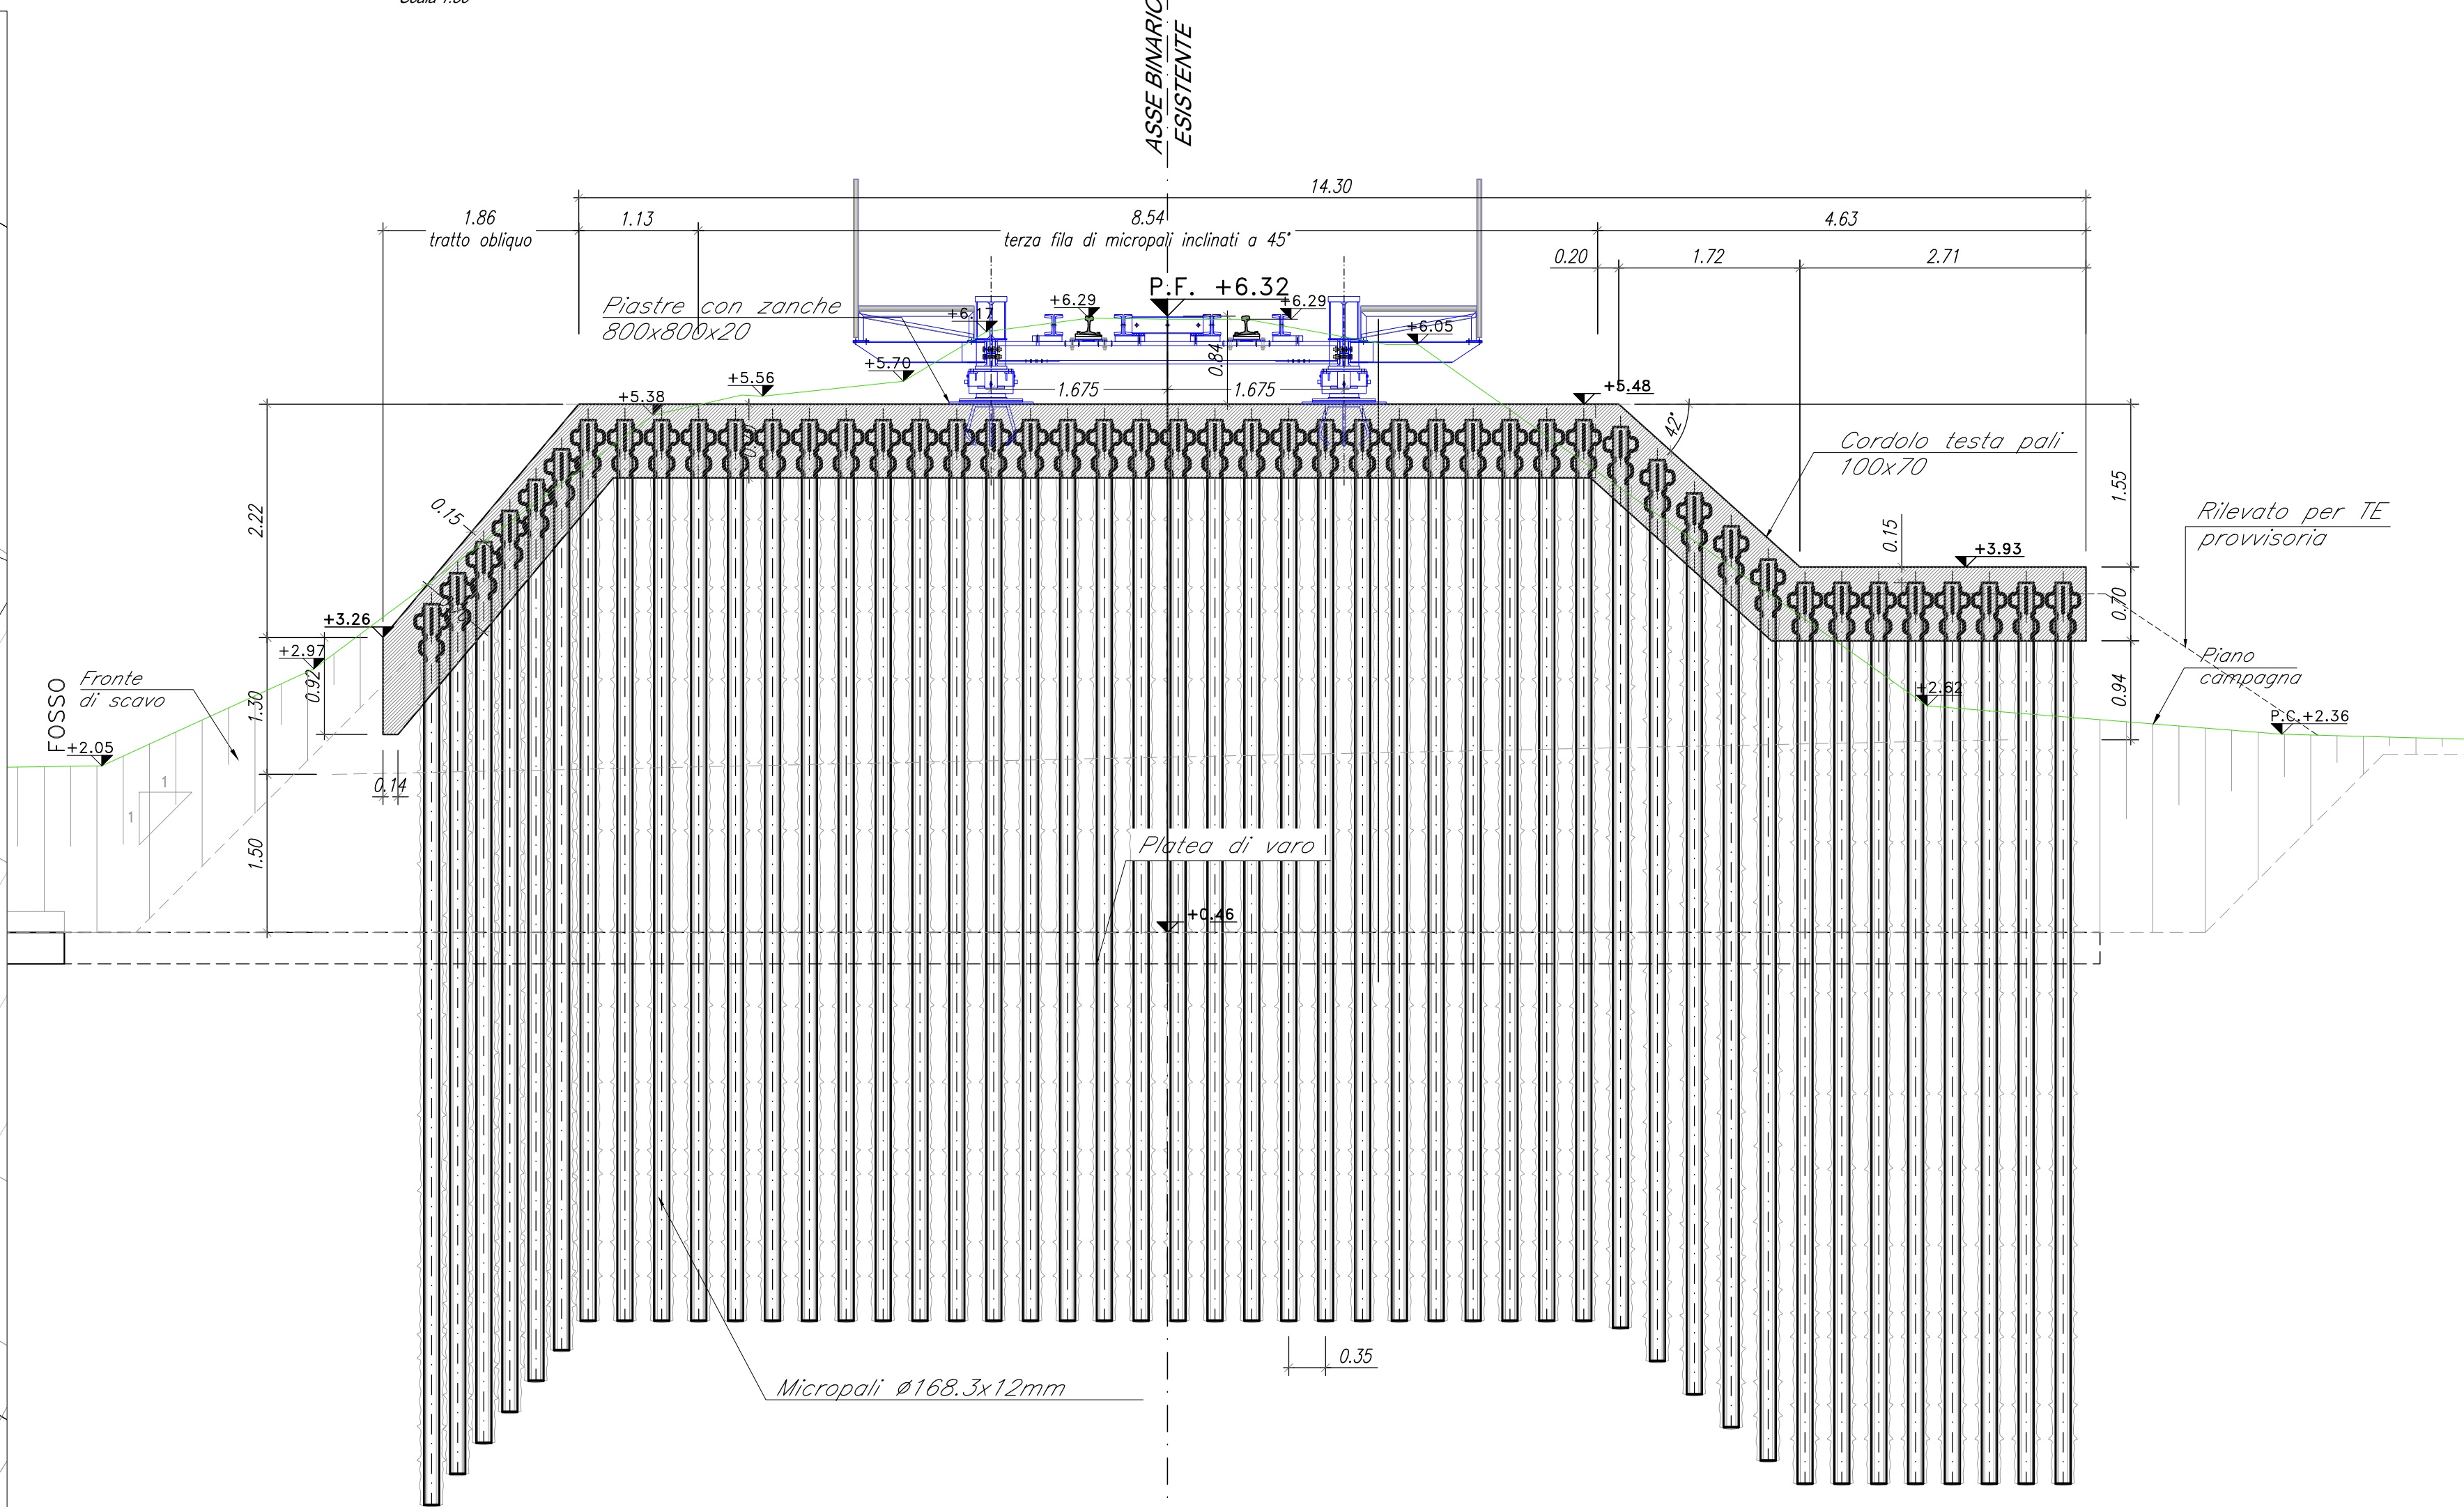 ASSE BINARIO
ESISTENTE
14.30
1.86
tratto obliquo
1.13
8.54
terza fila di micropali inclinati a 45°
4.63
0.20
1.72
2.71
P.F. +6.32
Piastre con zanche
800x800x20
+6.17
+6.29
+6.29
+6.05
+5.70
+5.56
+5.38
0.84
1.675
1.675
+5.48
42°
Cordolo testa pali
100x70
1.55
Rilevato per TE
provvisoria
2.22
0.15
0.15
+3.93
0.70
+3.26
+2.97
0.92
Fronte
di scavo
FOSSO
+2.05
1.30
Piano
campagna
+2.62
0.94
P.C.+2.36
0.14
1
1
1.50
Platea di varo
+0.46
0.35
Micropali ø168.3x12mm